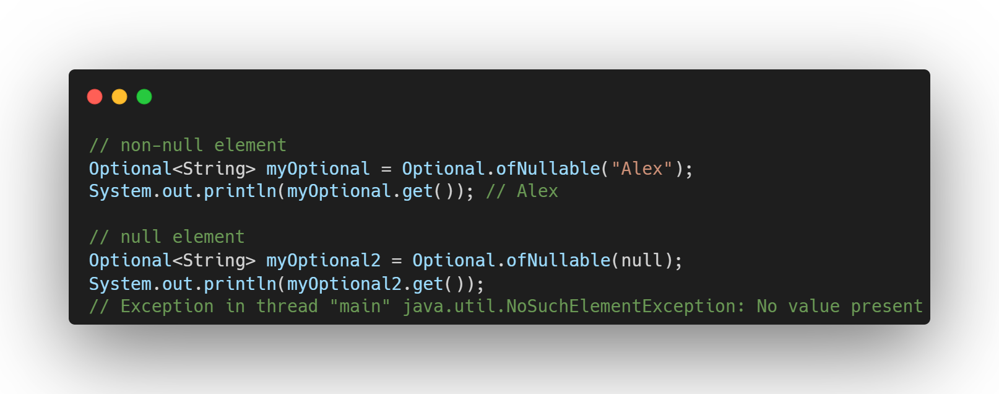 // non-null element
Optional<String> myOptional = Optional.ofNullable("Alex");
System.out.println(myOptional.get()); // Alex
// null element
Optional<String> myOptional2 = Optional.ofNullable(null);
System.out.println(myOptional2.get());
// Exception in thread "main" java.util.NoSuchElementException: No value present